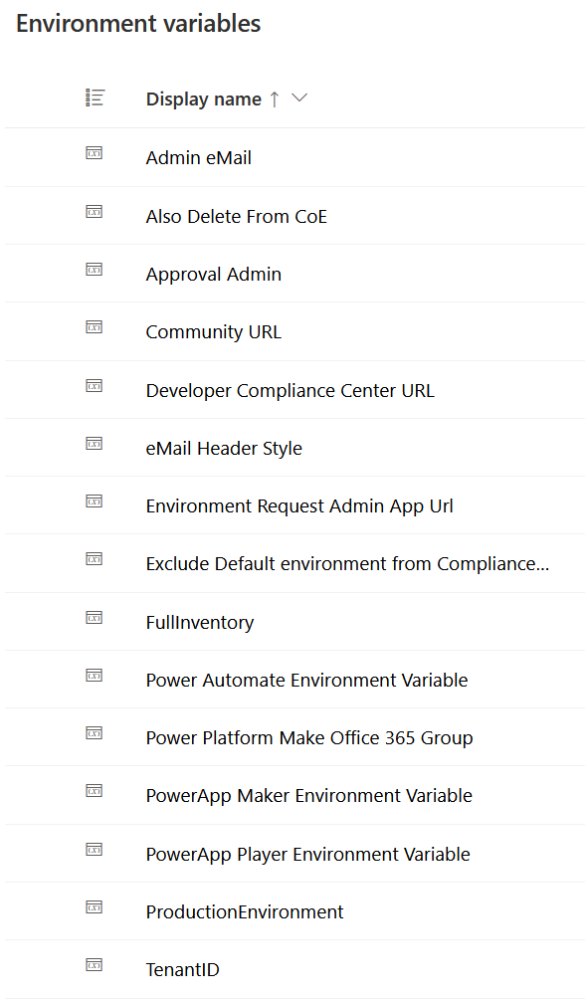 Environment variables
Display name ↑
Admin eMail
Also Delete From CoE
Approval Admin
Community URL
Developer Compliance Center URL
eMail Header Style
Environment Request Admin App Url
Exclude Default environment from Compliance...
FullInventory
Power Automate Environment Variable
Power Platform Make Office 365 Group
PowerApp Maker Environment Variable
PowerApp Player Environment Variable
ProductionEnvironment
TenantID